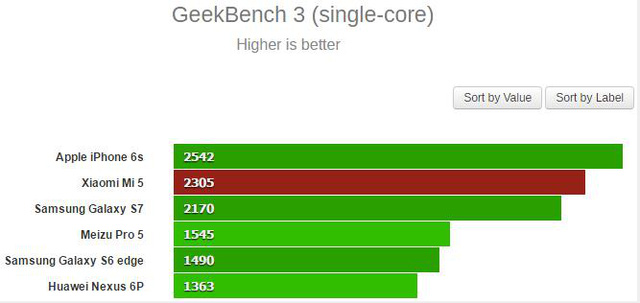 GeekBench 3 (single-core)
Higher is better
Sort by Value Sort by Label
Apple iPhone 6s 2542
Xiaomi Mi 5 2305
Samsung Galaxy S7 2170
Meizu Pro 5 1545
Samsung Galaxy S6 edge 1490
Huawei Nexus 6P 1363